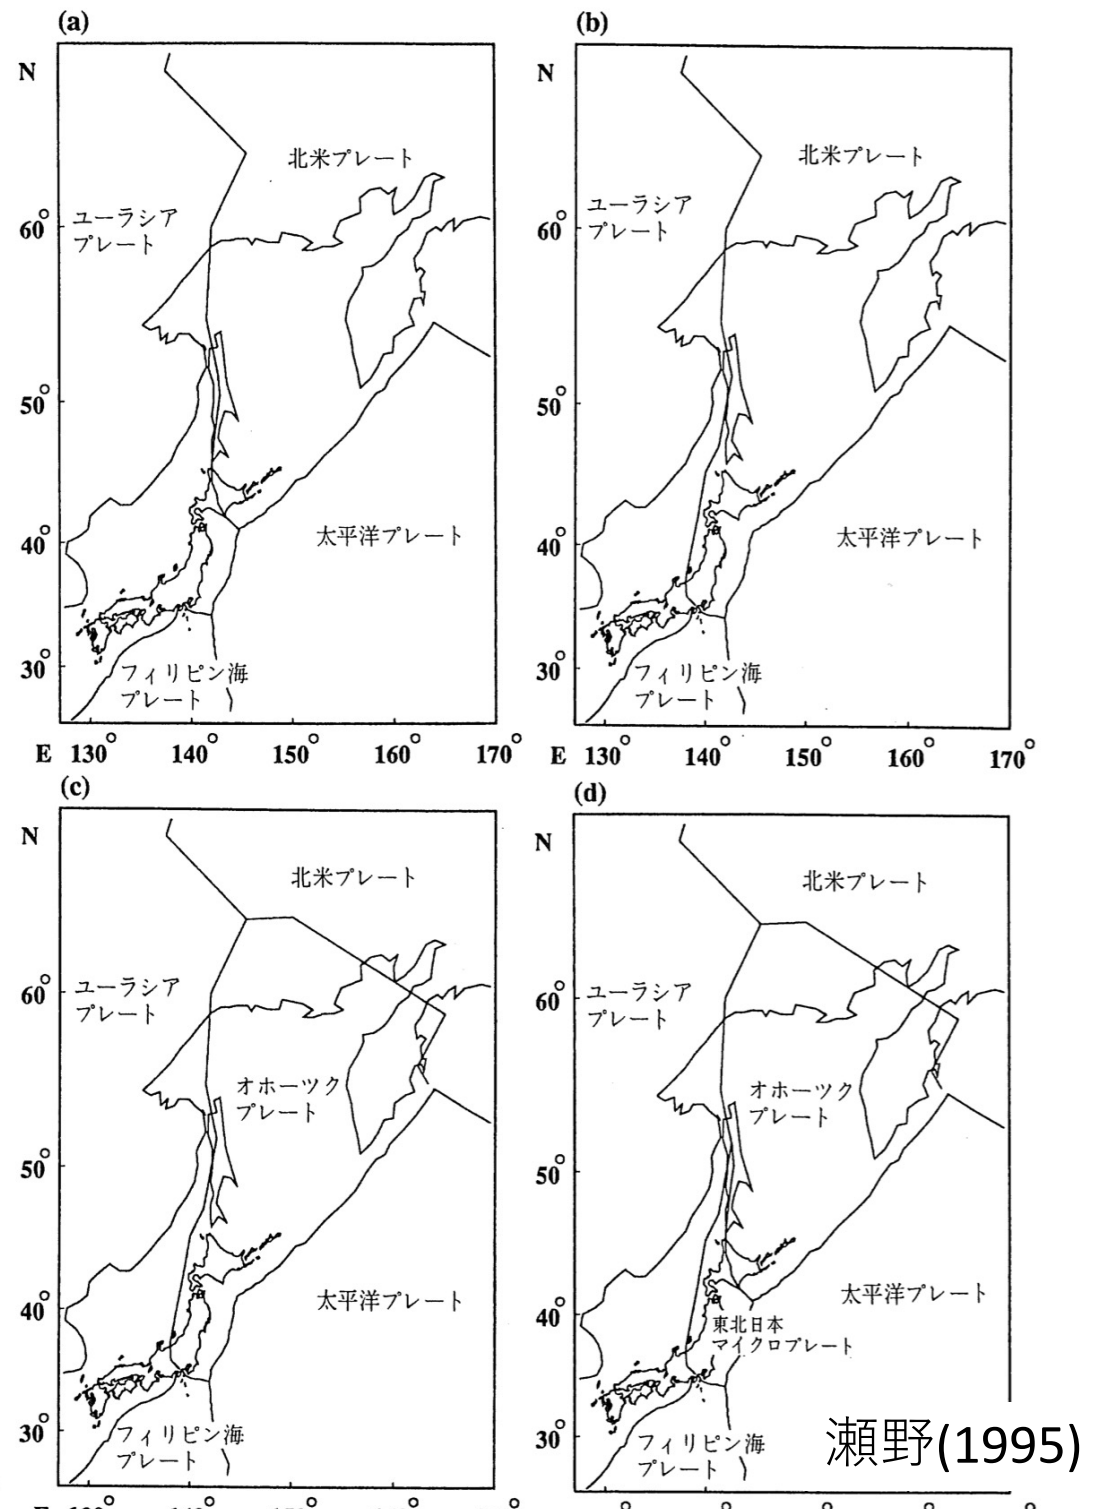 (a)
N
北米プレート
ユーラシア
プレート
60°
50°
40°
太平洋プレート
30°
フィリピン海
プレート
E 130° 140° 150° 160° 170°
(b)
N
北米プレート
ユーラシア
プレート
60°
50°
40°
太平洋プレート
30°
フィリピン海
プレート
E 130° 140° 150° 160° 170°
(c)
N
北米プレート
ユーラシア
プレート
60°
オホーツク
プレート
50°
40°
太平洋プレート
30°
フィリピン海
プレート
(d)
N
北米プレート
ユーラシア
プレート
60°
オホーツク
プレート
50°
40°
太平洋プレート
東北日本
マイクロプレート
30°
フィリピン海
プレート
瀬野(1995)